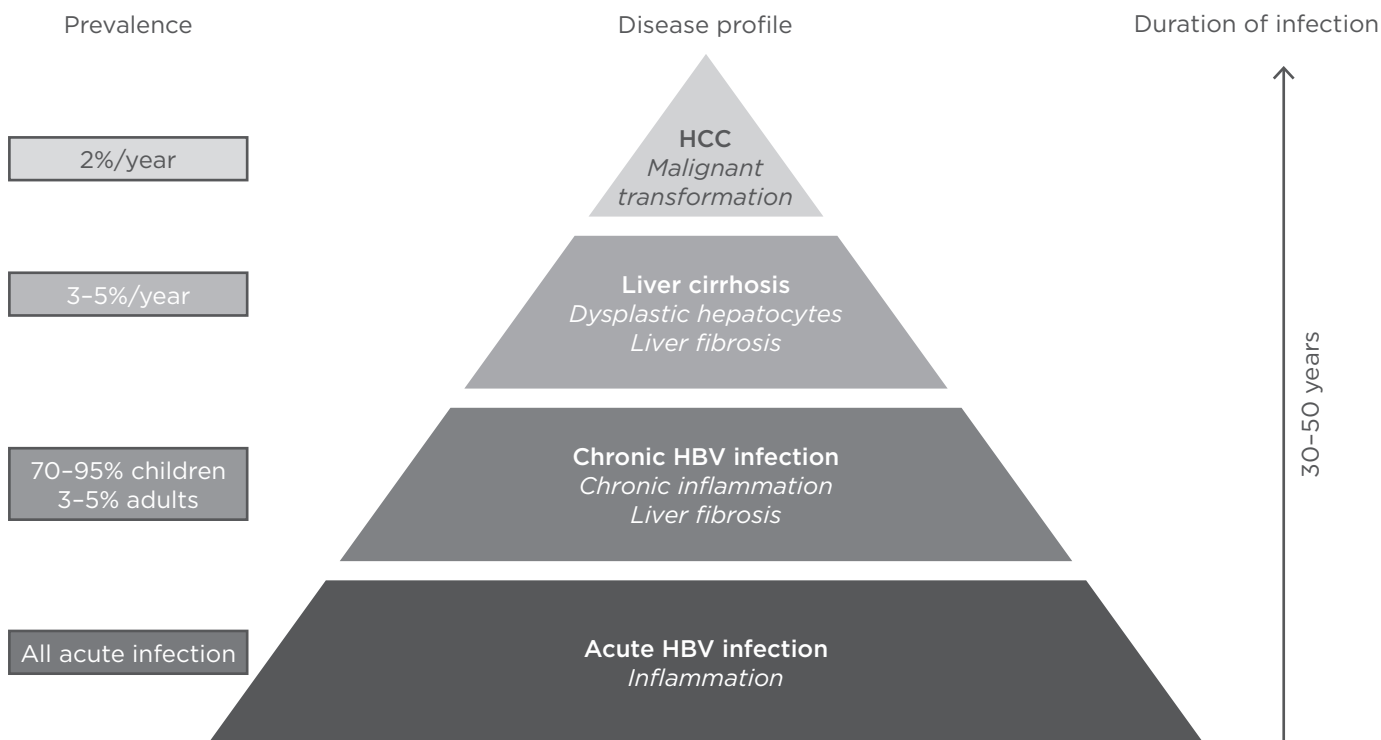 Prevalence
Disease profile
Duration of infection
2%/year
HCC
Malignant
transformation
3–5%/year
Liver cirrhosis
Dysplastic hepatocytes
Liver fibrosis
70–95% children
3–5% adults
Chronic HBV infection
Chronic inflammation
Liver fibrosis
All acute infection
Acute HBV infection
Inflammation
30–50 years